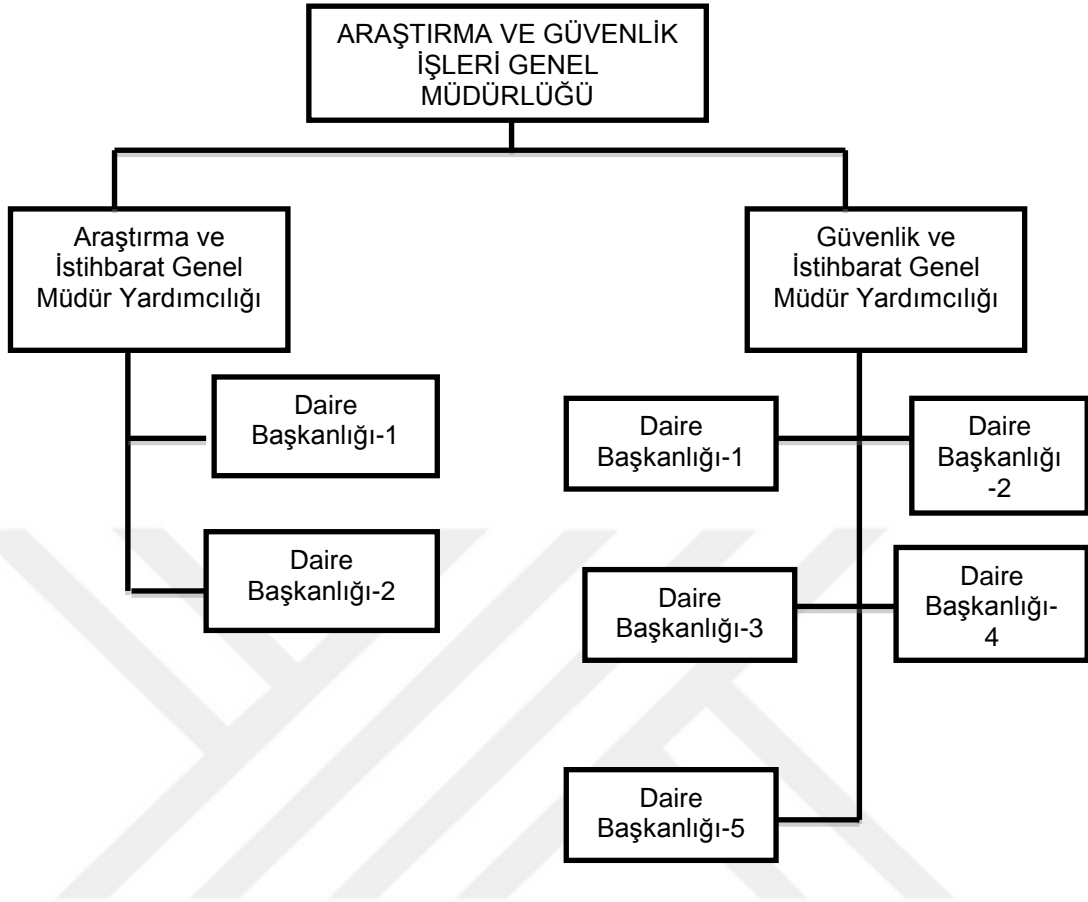 ARAŞTIRMA VE GÜVENLİK
İŞLERİ GENEL
MÜDÜRLÜĞÜ
Araştırma ve
İstihbarat Genel
Müdür Yardımcılığı
Güvenlik ve
İstihbarat Genel
Müdür Yardımcılığı
Daire
Başkanlığı-1
Daire
Başkanlığı-2
Daire
Başkanlığı-1
Daire
Başkanlığı
-2
Daire
Başkanlığı-3
Daire
Başkanlığı-
4
Daire
Başkanlığı-5